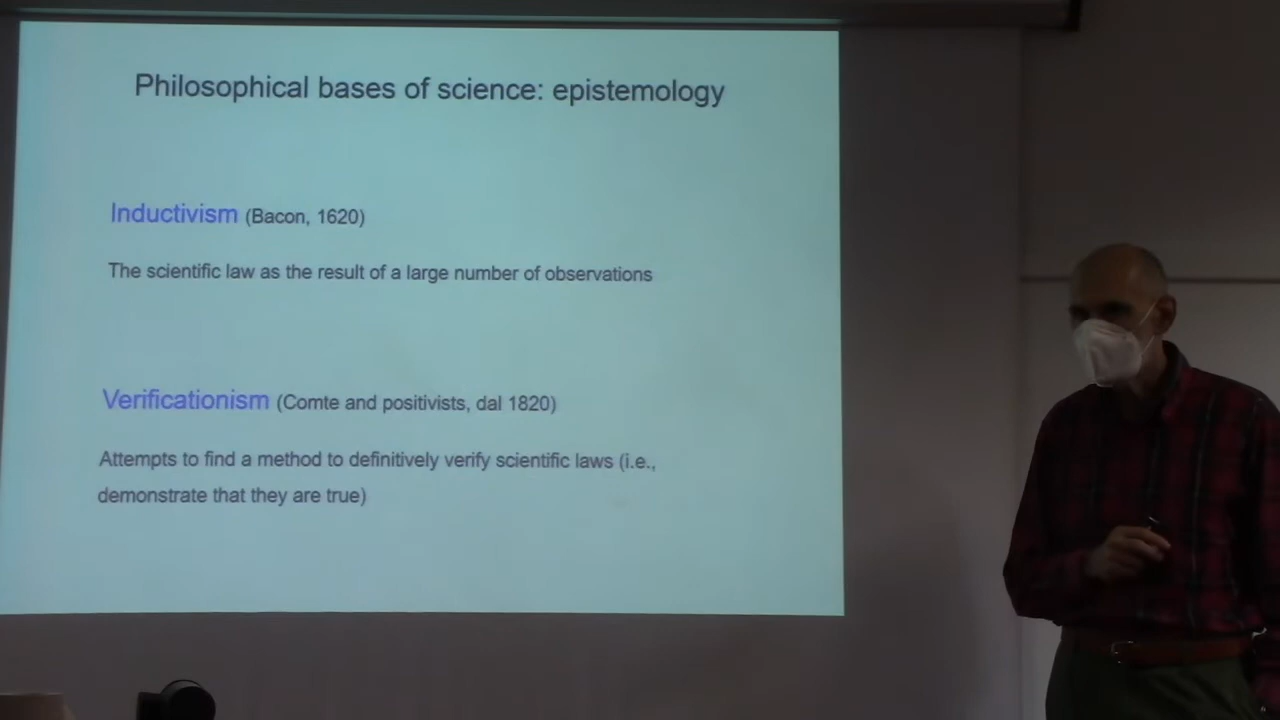 Philosophical bases of science: epistemology
Inductivism (Bacon, 1620)
The scientific law as the result of a large number of observations
Verificationism (Comte and positivists, dal 1820)
Attempts to find a method to definitively verify scientific laws (i.e.,
demonstrate that they are true)